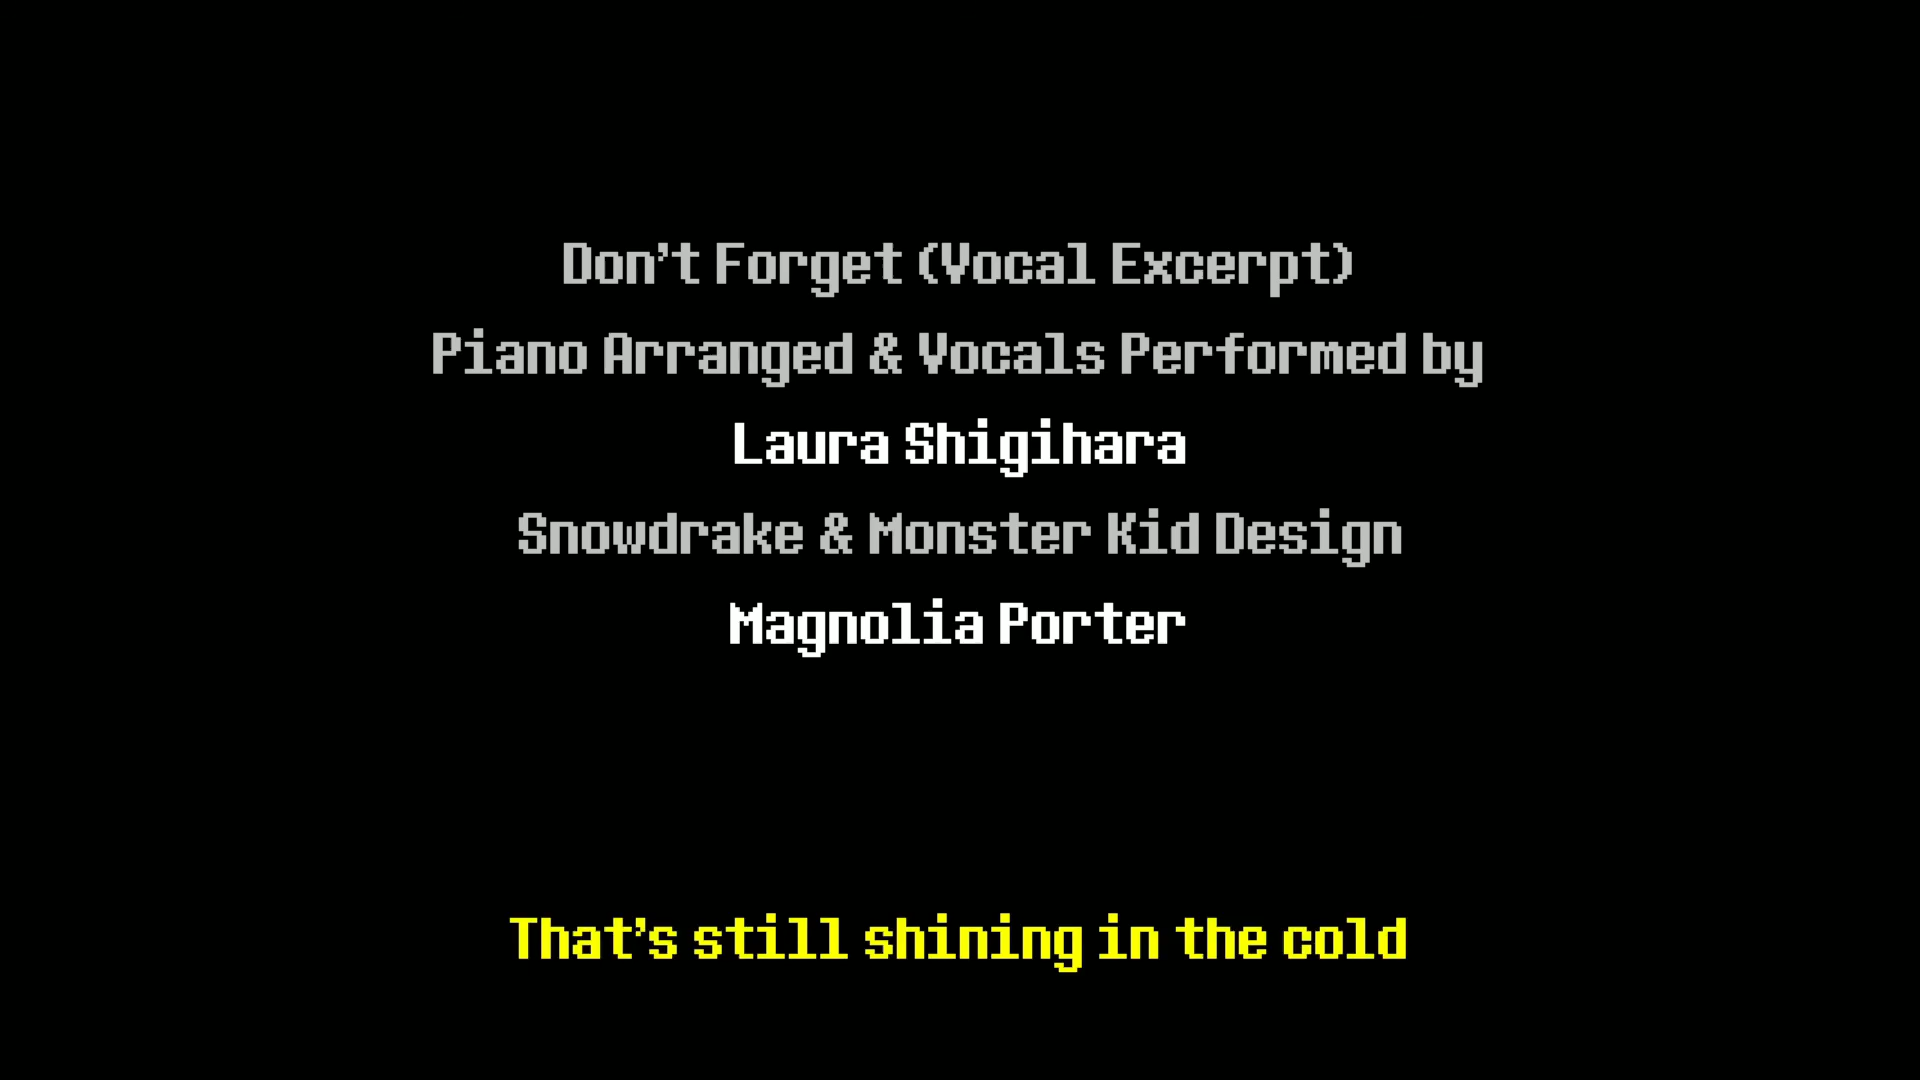 Don't Forget (Vocal Excerpt)
Piano Arranged & Vocals Performed by
Laura Shigihara
Snowdrake & Monster Kid Design
Magnolia Porter
That's still shining in the cold